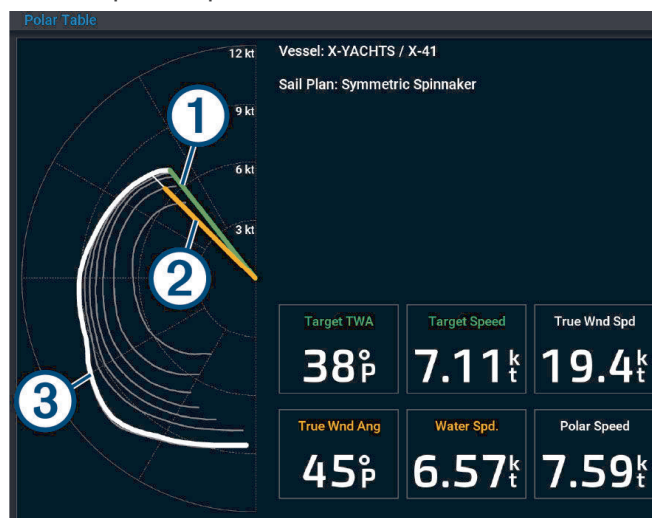 Polar Table
12 kt
9 kt
6 kt
3 kt
1
2
3
Vessel: X-YACHTS / X-41
Sail Plan: Symmetric Spinnaker
Target TWA
38°P
Target Speed
7.11kt
True Wnd Spd
19.4kt
True Wnd Ang
45°P
Water Spd.
6.57kt
Polar Speed
7.59kt